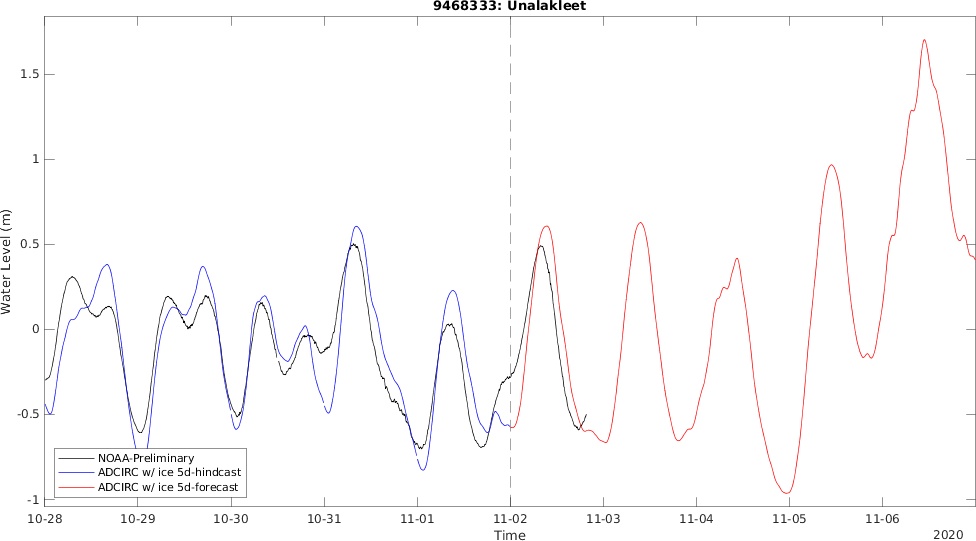 9468333: Unalakleet
1.5
1
0.5
0
-0.5
-1
Water Level (m)
NOAA-Preliminary
ADCIRC w/ ice 5d-hindcast
ADCIRC w/ ice 5d-forecast
10-28 10-29 10-30 10-31 11-01 11-02 11-03 11-04 11-05 11-06
Time
2020